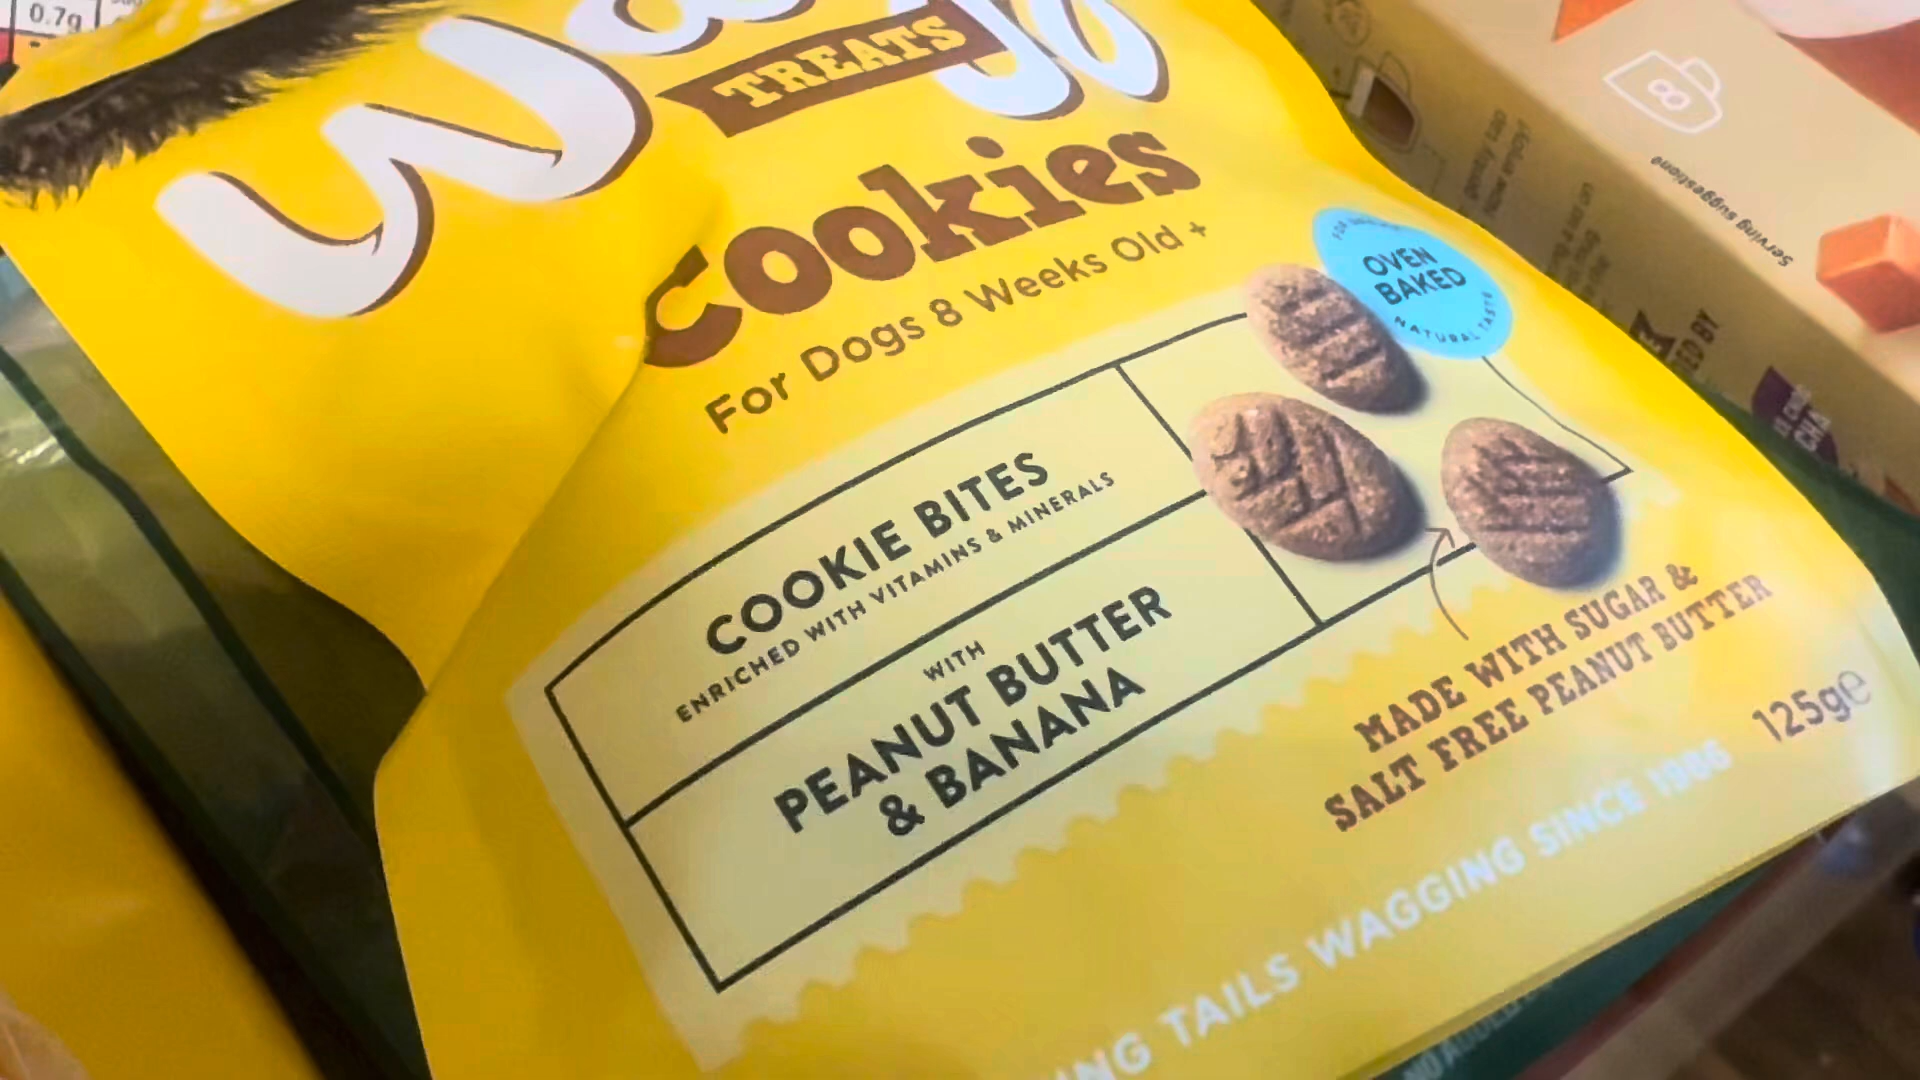 0.7g
TREATS
Cookies
For Dogs 8 Weeks Old +
OVEN
BAKED
NATURAL TASTE
COOKIE BITES
ENRICHED WITH VITAMINS & MINERALS
WITH
PEANUT BUTTER
& BANANA
MADE WITH SUGAR &
SALT FREE PEANUT BUTTER
125g℮
TAILS WAGGING SINCE
8
Serving suggestions